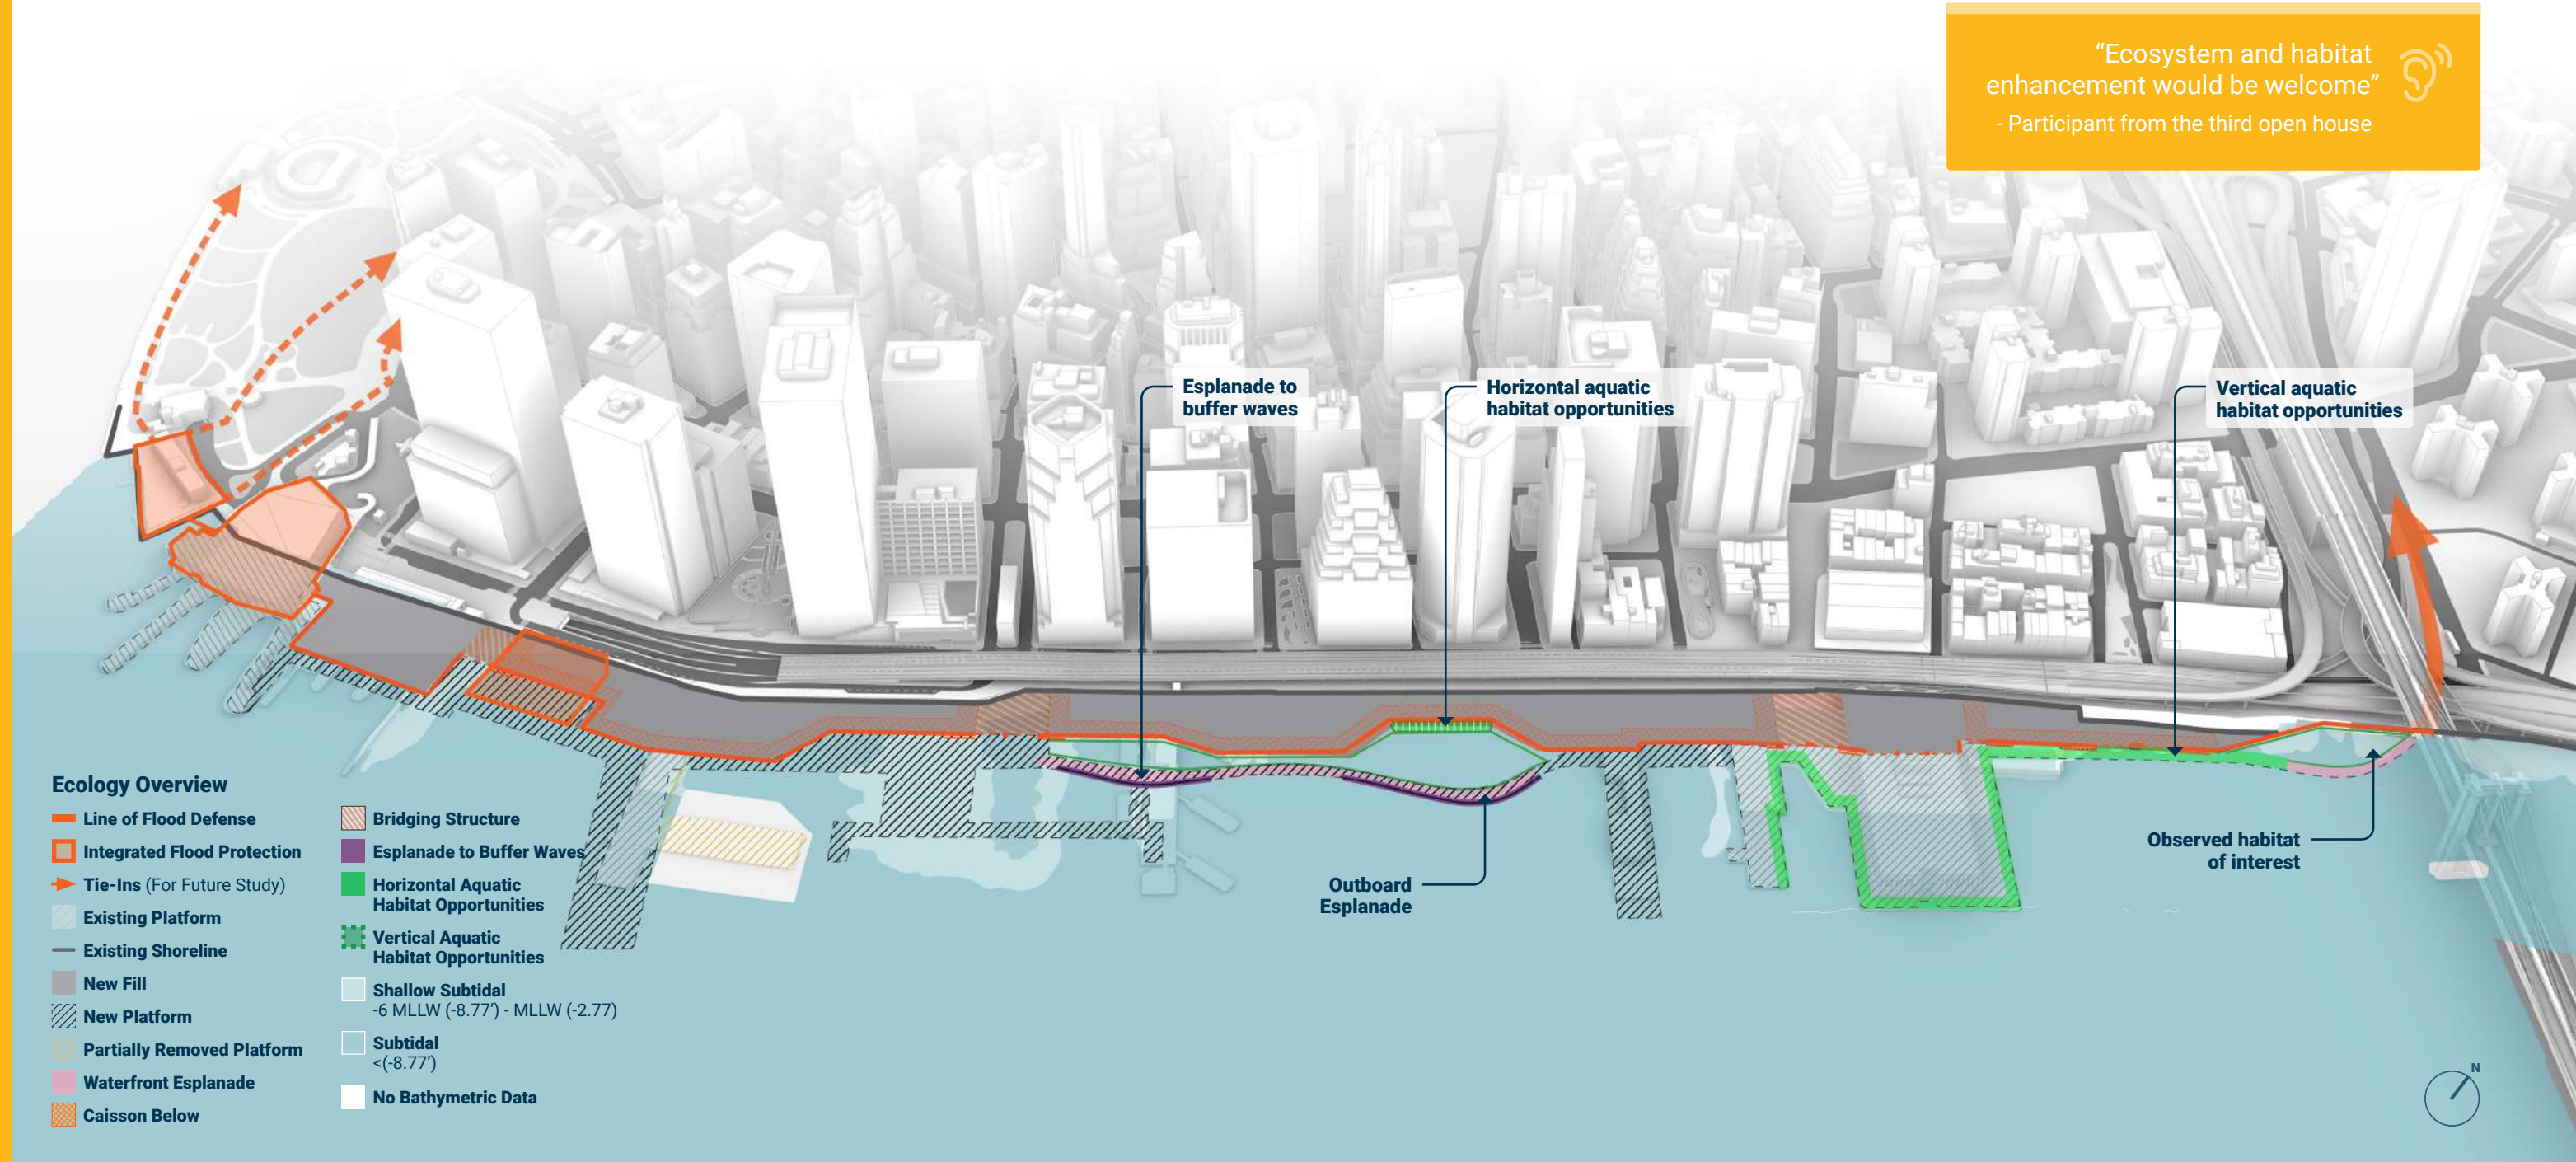 “Ecosystem and habitat
enhancement would be welcome”
- Participant from the third open house
Esplanade to
buffer waves
Horizontal aquatic
habitat opportunities
Vertical aquatic
habitat opportunities
Observed habitat
of interest
Outboard
Esplanade
Ecology Overview
Line of Flood Defense
Integrated Flood Protection
Tie-Ins (For Future Study)
Existing Platform
Existing Shoreline
New Fill
New Platform
Partially Removed Platform
Waterfront Esplanade
Caisson Below
Bridging Structure
Esplanade to Buffer Waves
Horizontal Aquatic
Habitat Opportunities
Vertical Aquatic
Habitat Opportunities
Shallow Subtidal
-6 MLLW (-8.77’) - MLLW (-2.77)
Subtidal
<(-8.77’)
No Bathymetric Data
N